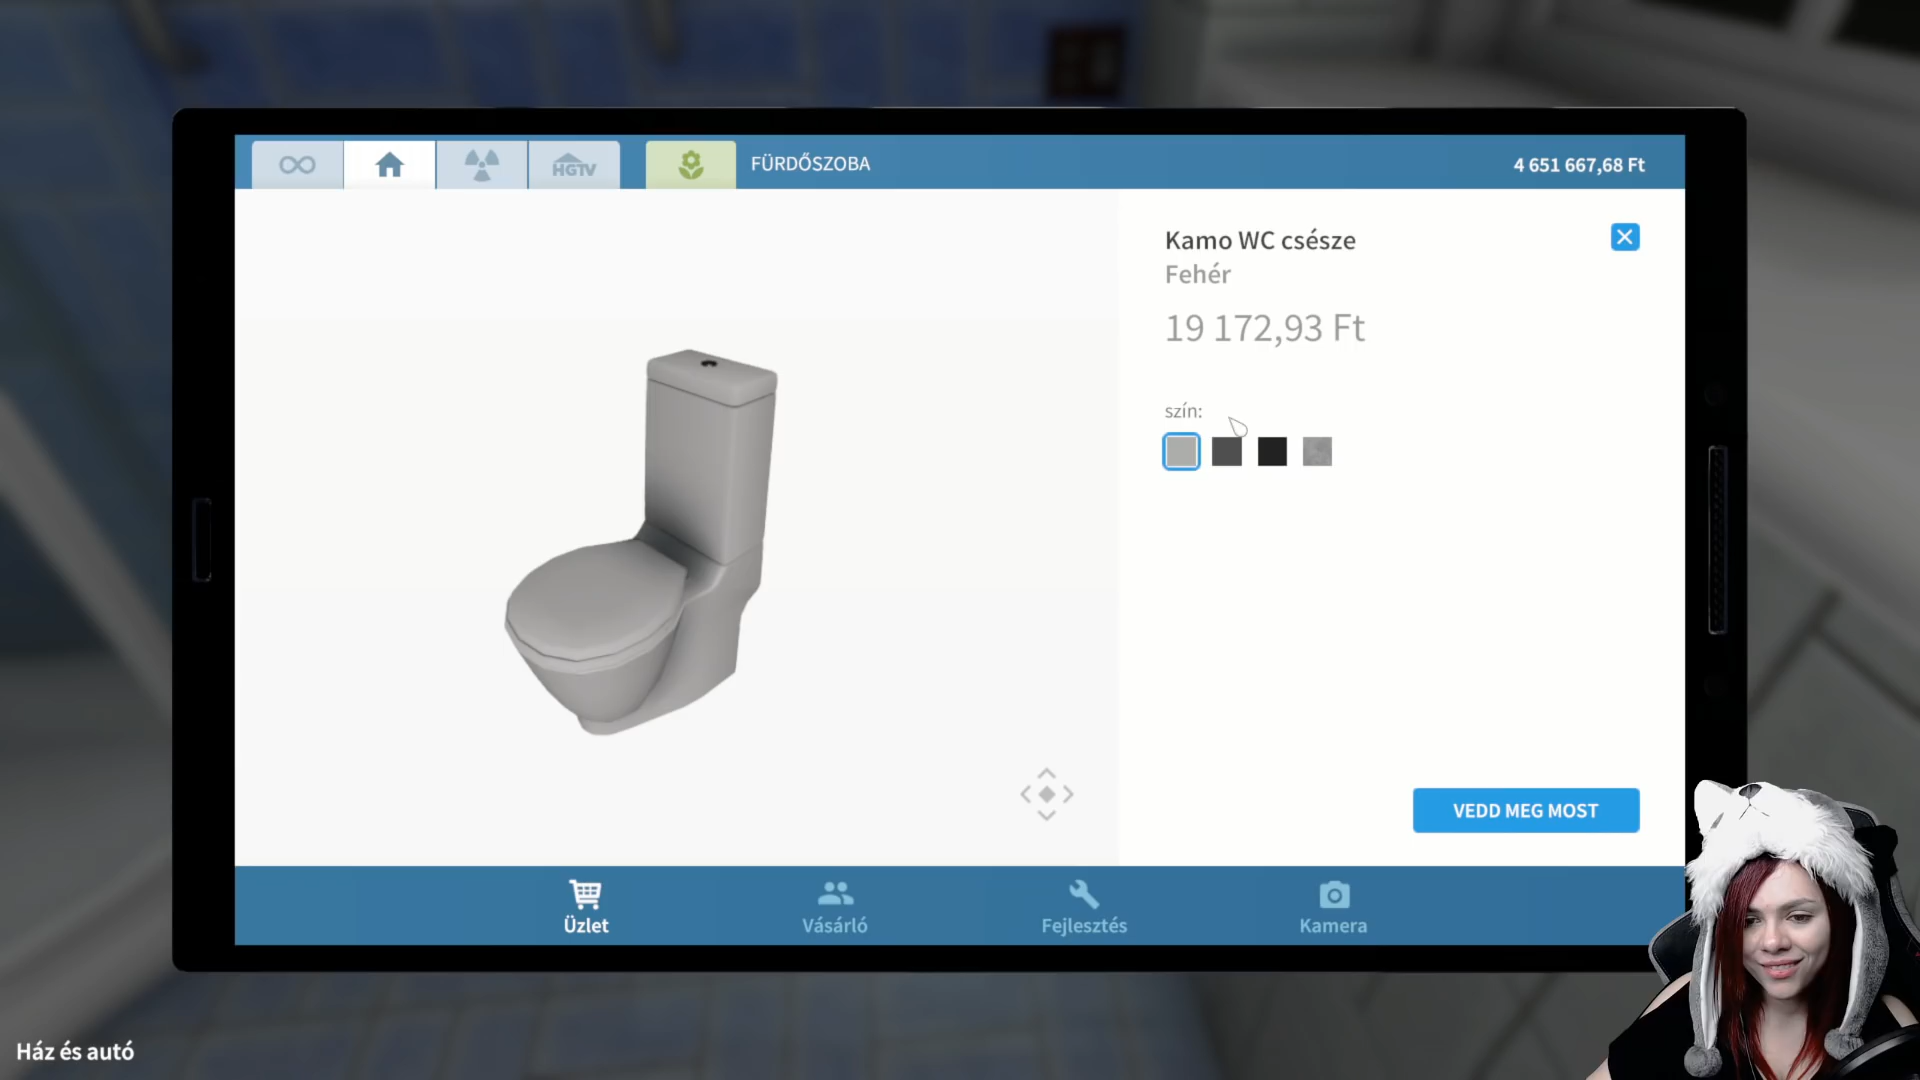 HGTV
FÜRDŐSZOBA
4 651 667,68 Ft
Kamo WC csésze
Fehér
19 172,93 Ft
szín:
VEDD MEG MOST
Üzlet
Vásárló
Fejlesztés
Kamera
Ház és autó